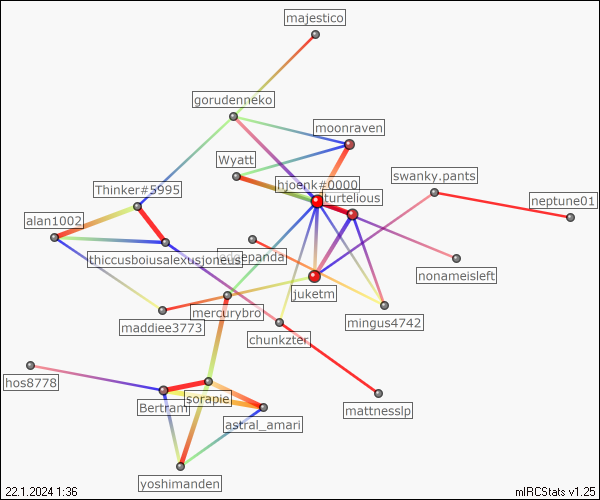 majestico
gorudenneko
moonraven
Wyatt
swanky.pants
hjoenk#0000
Thinker#5995
turtelious
neptune01
alan1002
thiccusboiusalexusjoneus
nonameisleft
juketm
mercurybro
maddiee3773
mingus4742
chunkzter
hos8778
sorapie
Bertram
mattnesslp
astral_amari
yoshimanden
22.1.2024 1:36
mIRCStats v1.25